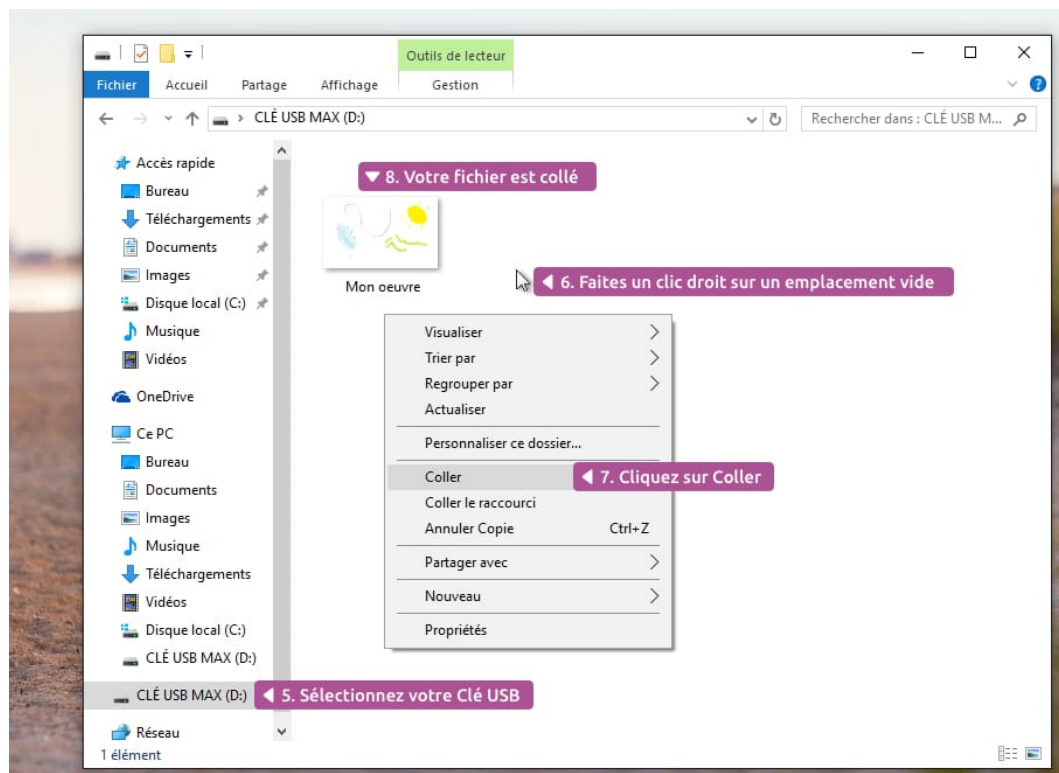 Outils de lecteur
Fichier Accueil Partage Affichage Gestion
CLÉ USB MAX (D:)
Rechercher dans : CLÉ USB M...
Accès rapide
Bureau
Téléchargements
Documents
Images
Disque local (C:)
Musique
Vidéos
OneDrive
Ce PC
Bureau
Documents
Images
Musique
Téléchargements
Vidéos
Disque local (C:)
CLÉ USB MAX (D:)
CLÉ USB MAX (D:)
5. Sélectionnez votre Clé USB
Réseau
1 élément
8. Votre fichier est collé
Mon oeuvre
6. Faites un clic droit sur un emplacement vide
Visualiser
Trier par
Regrouper par
Actualiser
Personnaliser ce dossier...
Coller
7. Cliquez sur Coller
Coller le raccourci
Annuler Copie Ctrl+Z
Partager avec
Nouveau
Propriétés